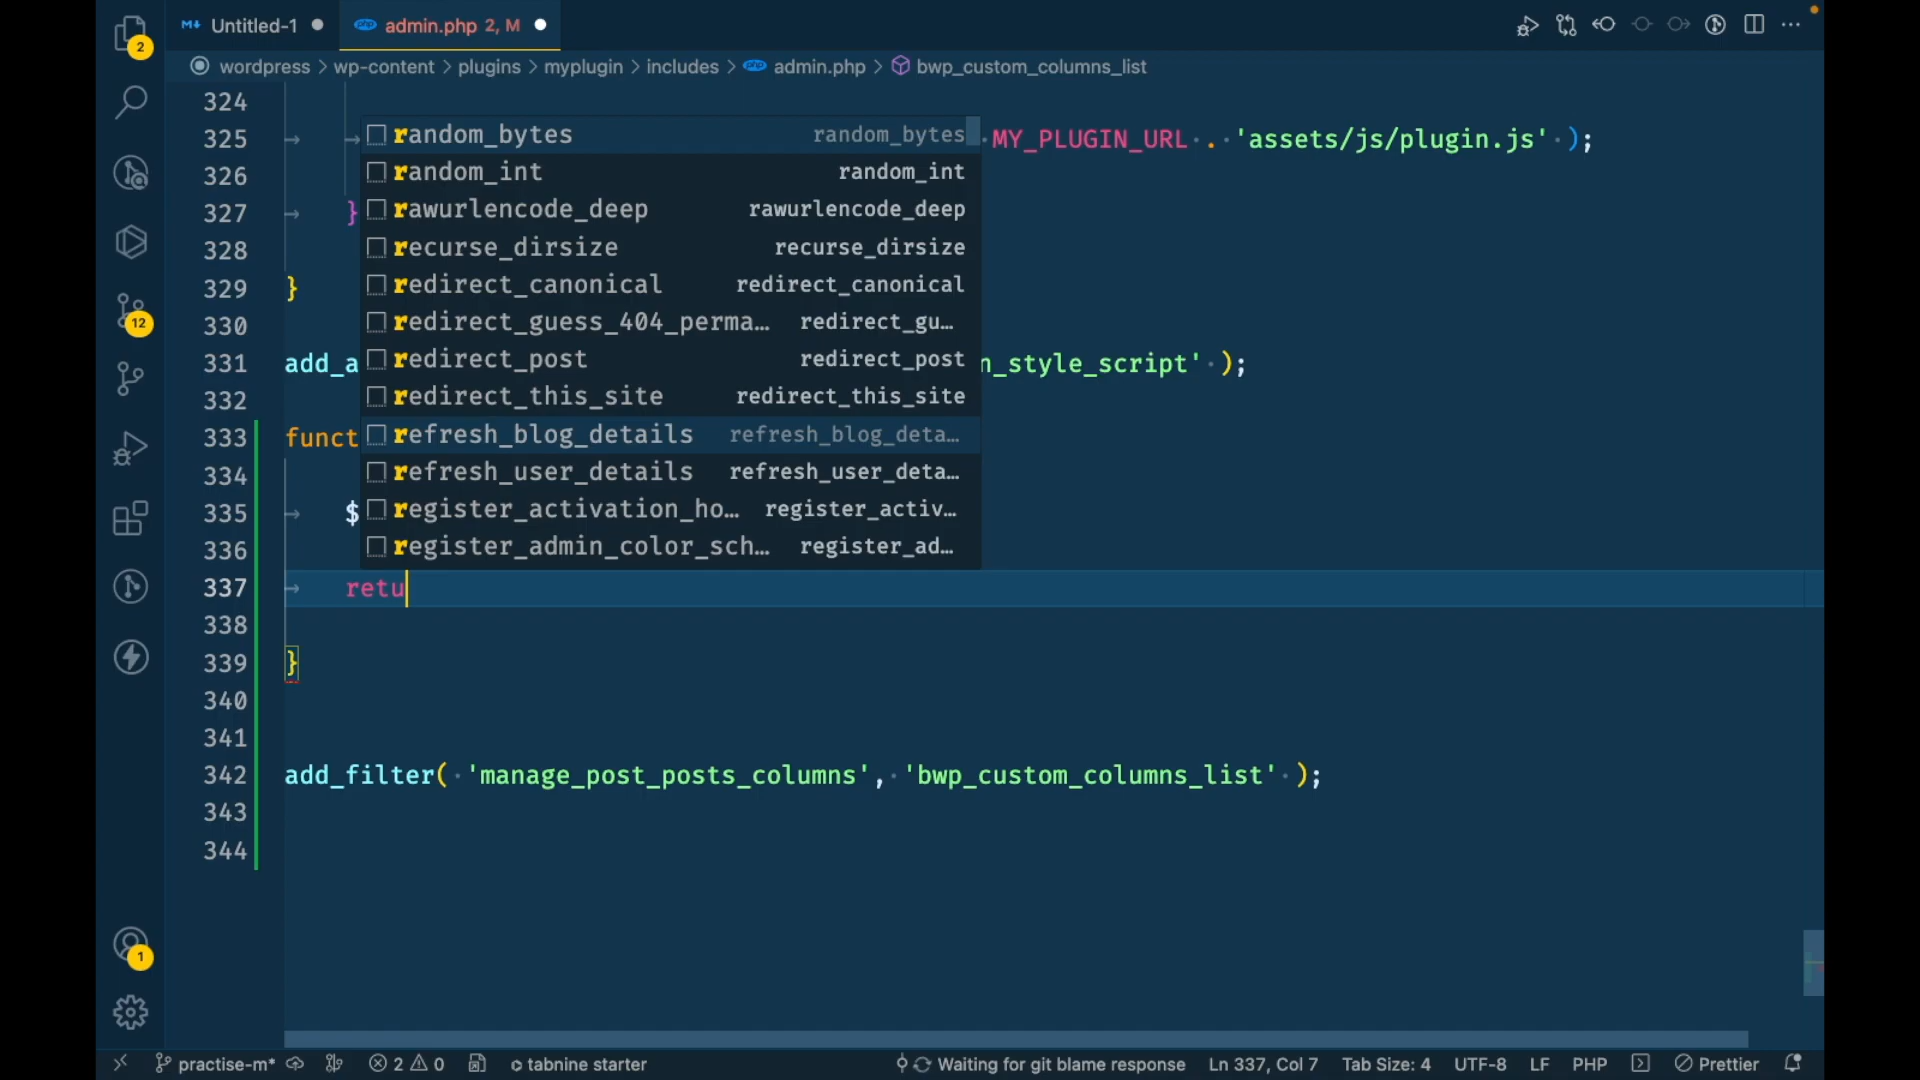 Untitled-1
admin.php 2, M
2
wordpress > wp-content > plugins > myplugin > includes > admin.php > bwp_custom_columns_list
324
325 MY_PLUGIN_URL . 'assets/js/plugin.js' );
326
327 }
328
329 }
330
331 add_a n_style_script' );
332
333 funct
334
335 $
336
337 retu
338
339 }
340
341
342 add_filter( 'manage_post_posts_columns', 'bwp_custom_columns_list' );
343
344
random_bytes random_bytes
random_int random_int
rawurlencode_deep rawurlencode_deep
recurse_dirsize recurse_dirsize
redirect_canonical redirect_canonical
redirect_guess_404_perma… redirect_gu…
redirect_post redirect_post
redirect_this_site redirect_this_site
refresh_blog_details refresh_blog_deta…
refresh_user_details refresh_user_deta…
register_activation_ho… register_activ…
register_admin_color_sch… register_ad…
12
1
practise-m* 2 0 tabnine starter Waiting for git blame response Ln 337, Col 7 Tab Size: 4 UTF-8 LF PHP Prettier